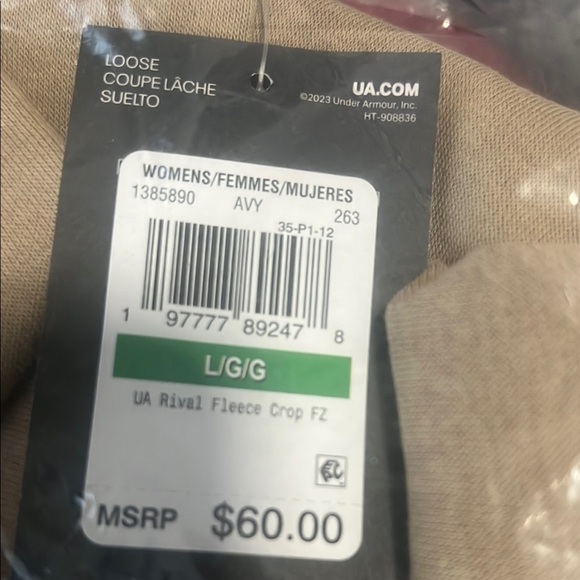 LOOSE
COUPE LÂCHE
SUELTO
UA.COM
©2023 Under Armour, Inc.
HT-908836
WOMENS/FEMMES/MUJERES
1385890 AVY 263
35-P1-12
1 97777 89247 8
L/G/G
UA Rival Fleece Crop FZ
MSRP $60.00